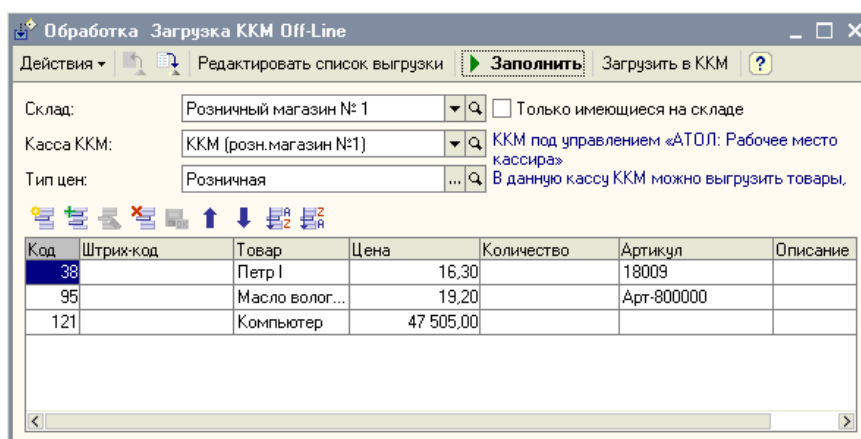 Обработка Загрузка ККМ Off-Line
Действия Редактировать список выгрузки Заполнить Загрузить в ККМ ?
Склад: Розничный магазин № 1 Только имеющиеся на складе
Касса ККМ: ККМ (розн.магазин №1) ККМ под управлением «АТОЛ: Рабочее место
кассира»
Тип цен: Розничная ... В данную кассу ККМ можно выгрузить товары,
Код Штрих-код Товар Цена Количество Артикул Описание
38 Петр I 16,30 18009
95 Масло волог... 19,20 Арт-800000
121 Компьютер 47 505,00